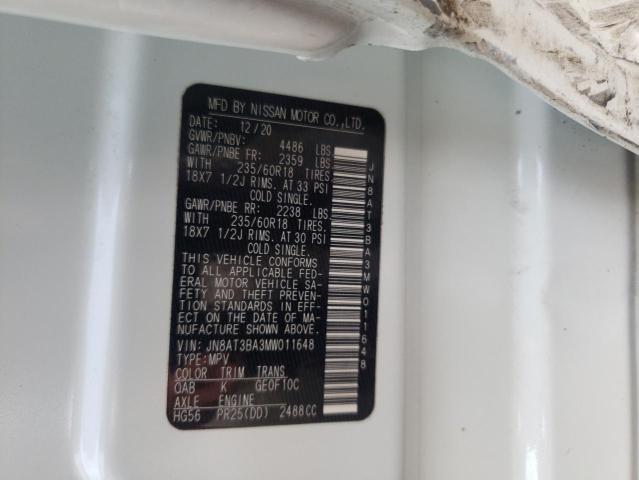 MFD BY NISSAN MOTOR CO.,LTD.
DATE: 12/20
GVWR/PNBV: 4486 LBS
GAWR/PNBE FR: 2359 LBS
WITH 235/60R18 TIRES
18X7 1/2J RIMS. AT 33 PSI
COLD SINGLE.
GAWR/PNBE RR: 2238 LBS
WITH 235/60R18 TIRES
18X7 1/2J RIMS. AT 30 PSI
COLD SINGLE.
THIS VEHICLE CONFORMS
TO ALL APPLICABLE FED-
ERAL MOTOR VEHICLE SA-
FETY AND THEFT PREVEN-
TION STANDARDS IN EFF-
ECT ON THE DATE OF MA-
NUFACTURE SHOWN ABOVE.
VIN: JN8AT3BA3MW011648
TYPE:MPV
COLOR TRIM TRANS
QAB K GE0F10C
AXLE ENGINE
HG56 PR25(DD) 2488CC
JN8AT3BA3MW011648